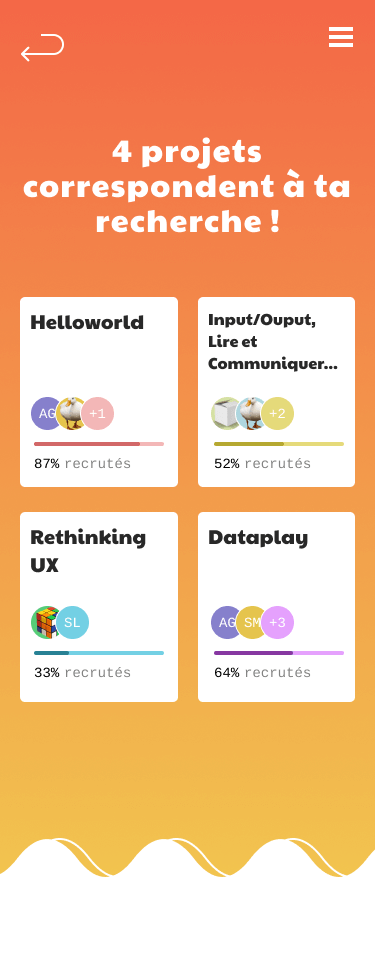 4 projets
correspondent à ta
recherche !
Helloworld
AG +1
87% recrutés
Input/Ouput,
Lire et
Communiquer...
+2
52% recrutés
Rethinking
UX
SL
33% recrutés
Dataplay
AG SM +3
64% recrutés